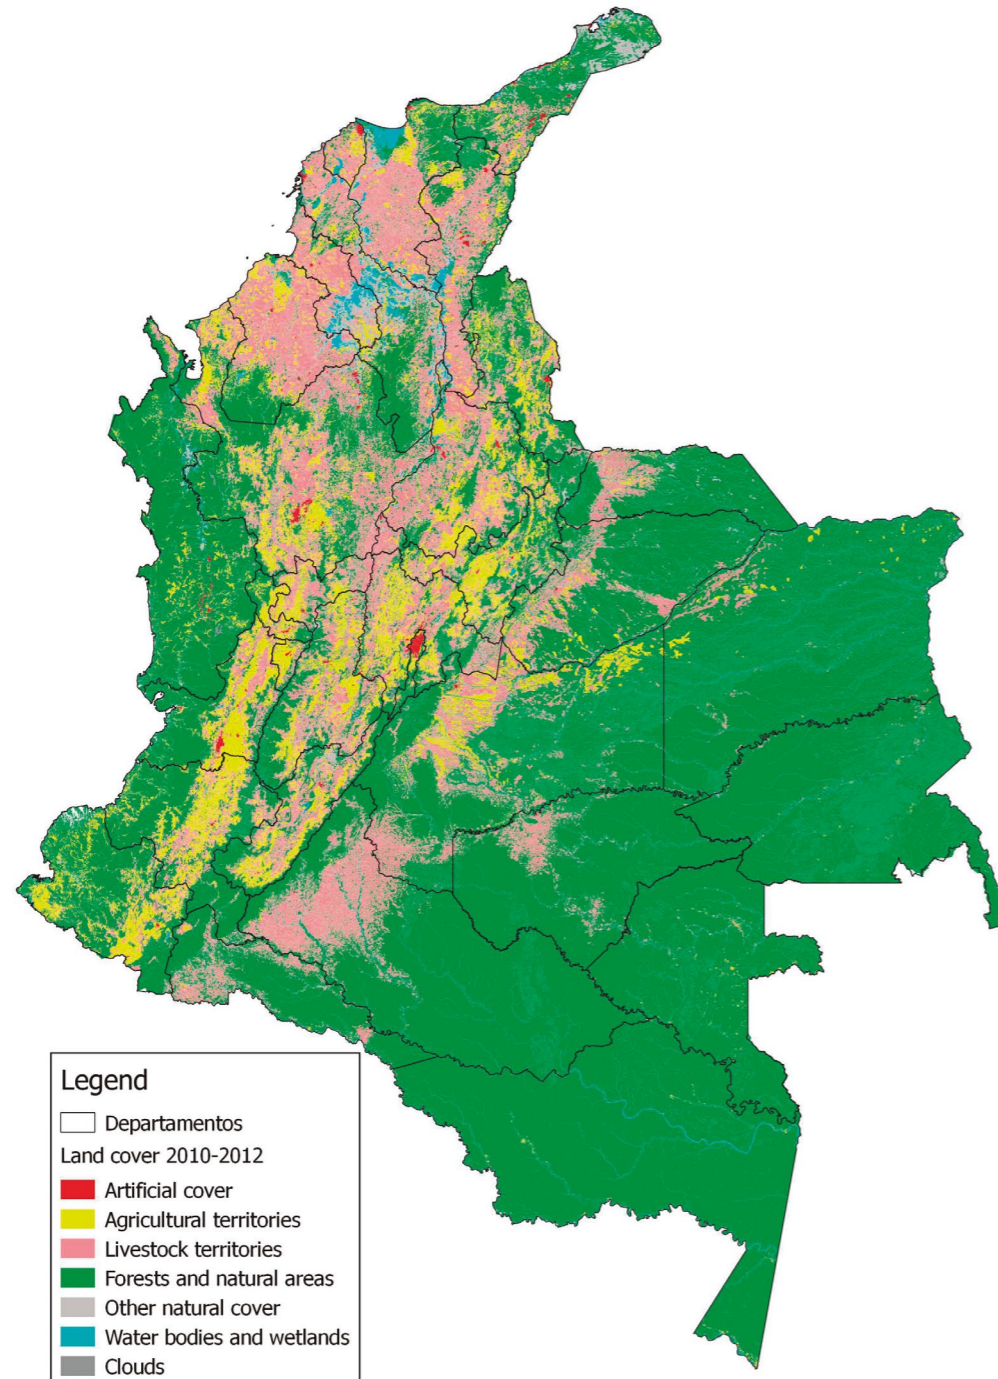 Legend
Departamentos
Land cover 2010-2012
Artificial cover
Agricultural territories
Livestock territories
Forests and natural areas
Other natural cover
Water bodies and wetlands
Clouds